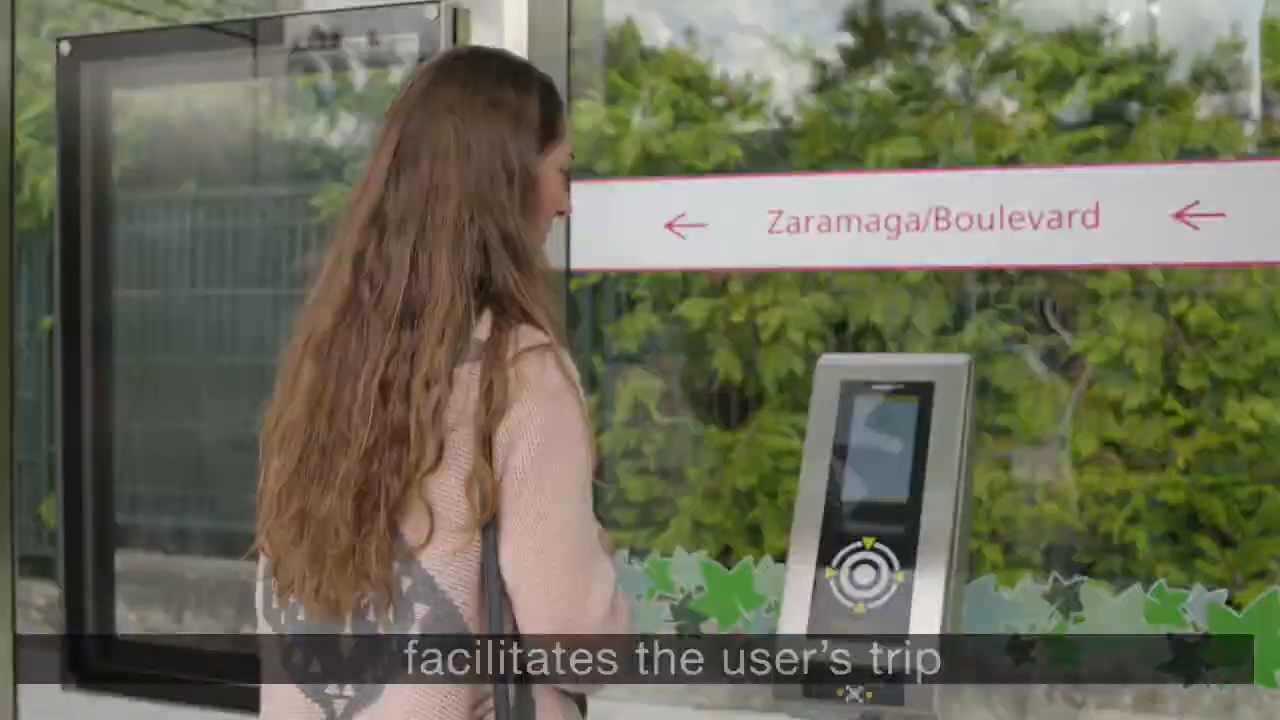 ← Zaramaga/Boulevard ←
facilitates the user's trip